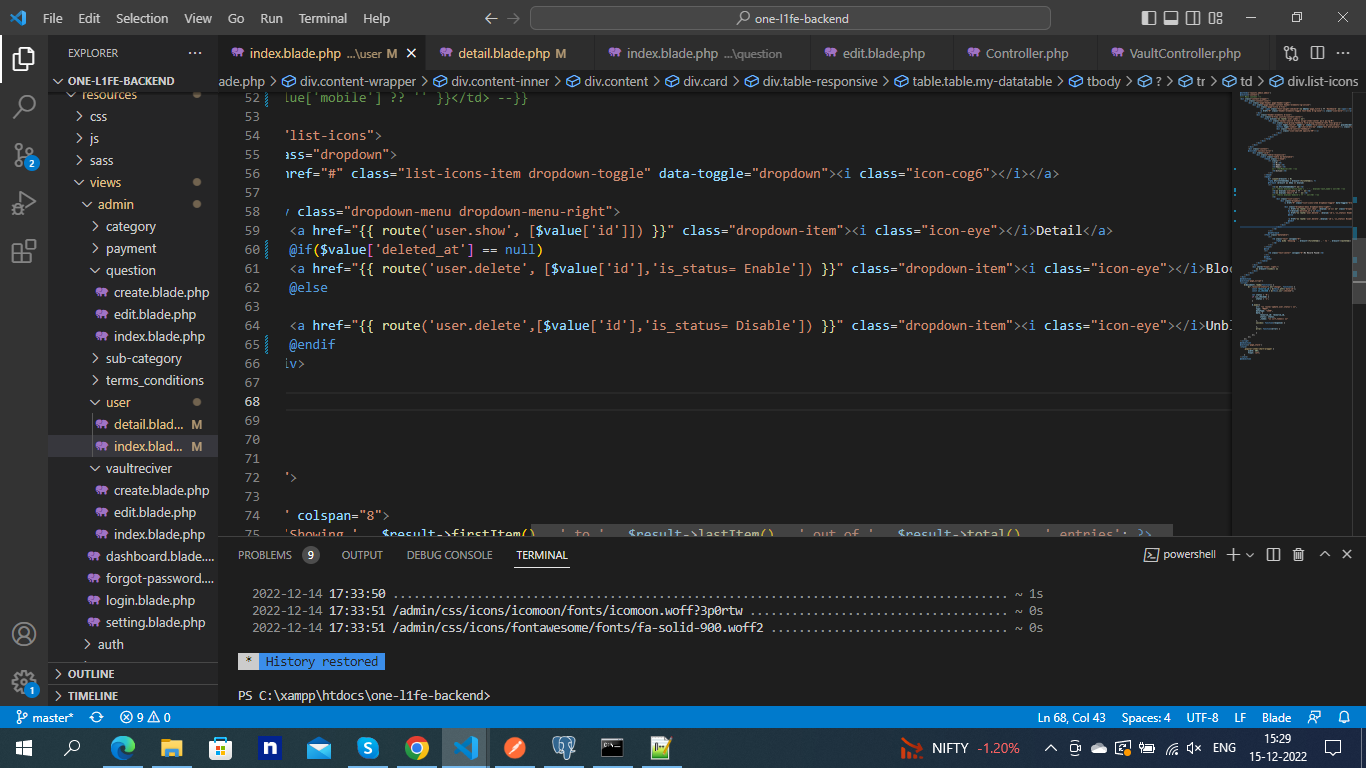 File Edit Selection View Go Run Terminal Help
one-l1fe-backend
EXPLORER
index.blade.php ...\user M
detail.blade.php M
index.blade.php ...\question
edit.blade.php
Controller.php
VaultController.php
ONE-L1FE-BACKEND
ade.php > div.content-wrapper > div.content-inner > div.content > div.card > div.table-responsive > table.table.my-datatable > tbody > ? > tr > td > div.list-icons
resources
css
js
sass
views
admin
category
payment
question
create.blade.php
edit.blade.php
index.blade.php
sub-category
terms_conditions
user
detail.blad... M
index.blad... M
vaultreciver
create.blade.php
edit.blade.php
index.blade.php
dashboard.blade....
forgot-password....
login.blade.php
setting.blade.php
auth
OUTLINE
TIMELINE
2
1
52 lue['mobile'] ?? '' }}</td> --}}
53
54 "list-icons">
55 ass="dropdown">
56 href="#" class="list-icons-item dropdown-toggle" data-toggle="dropdown"><i class="icon-cog6"></i></a>
57
58 v class="dropdown-menu dropdown-menu-right">
59 <a href="{{ route('user.show', [$value['id']]) }}" class="dropdown-item"><i class="icon-eye"></i>Detail</a>
60 @if($value['deleted_at'] == null)
61 <a href="{{ route('user.delete', [$value['id'],'is_status= Enable']) }}" class="dropdown-item"><i class="icon-eye"></i>Bloc
62 @else
63
64 <a href="{{ route('user.delete',[$value['id'],'is_status= Disable']) }}" class="dropdown-item"><i class="icon-eye"></i>Unbl
65 @endif
66 iv>
67
68
69
70
71
72 ">
73
74 " colspan="8">
75 'Showing ' . $result->firstItem() . ' to ' . $result->lastItem() . ' out of ' . $result->total() . ' entries'; ?>
PROBLEMS 9 OUTPUT DEBUG CONSOLE TERMINAL
powershell
2022-12-14 17:33:50 ........................................................................................ ~ 1s
2022-12-14 17:33:51 /admin/css/icons/icomoon/fonts/icomoon.woff?3p0rtw ..................................... ~ 0s
2022-12-14 17:33:51 /admin/css/icons/fontawesome/fonts/fa-solid-900.woff2 .................................. ~ 0s
* History restored
PS C:\xampp\htdocs\one-l1fe-backend>
master* 9 0
Ln 68, Col 43 Spaces: 4 UTF-8 LF Blade
NIFTY -1.20%
ENG
15:29
15-12-2022